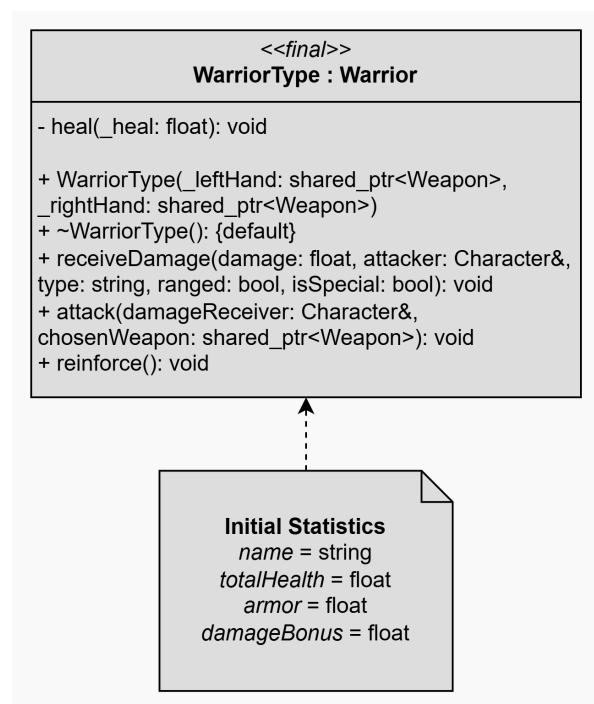 <<final>>
WarriorType : Warrior
- heal(_heal: float): void
+ WarriorType(_leftHand: shared_ptr<Weapon>,
_rightHand: shared_ptr<Weapon>)
+ ~WarriorType(): {default}
+ receiveDamage(damage: float, attacker: Character&,
type: string, ranged: bool, isSpecial: bool): void
+ attack(damageReceiver: Character&,
chosenWeapon: shared_ptr<Weapon>): void
+ reinforce(): void
Initial Statistics
name = string
totalHealth = float
armor = float
damageBonus = float